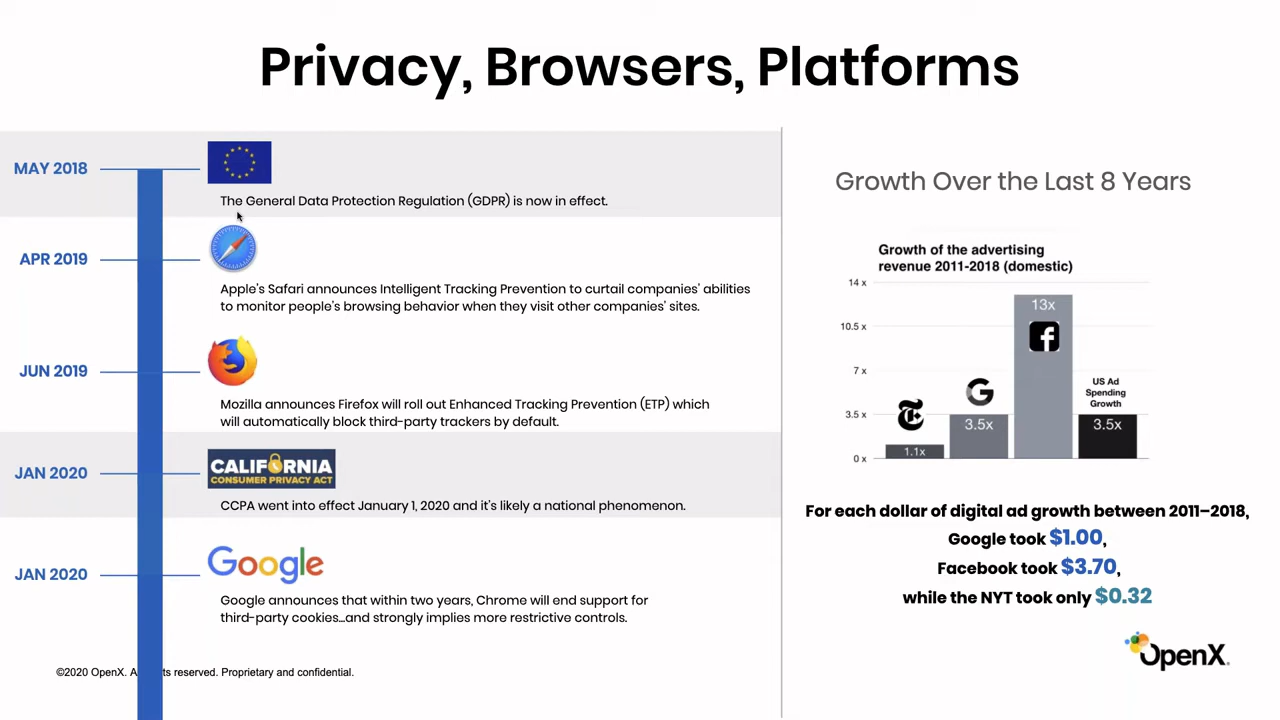 Privacy, Browsers, Platforms
MAY 2018
The General Data Protection Regulation (GDPR) is now in effect.
APR 2019
Apple's Safari announces Intelligent Tracking Prevention to curtail companies' abilities
to monitor people's browsing behavior when they visit other companies' sites.
JUN 2019
Mozilla announces Firefox will roll out Enhanced Tracking Prevention (ETP) which
will automatically block third-party trackers by default.
JAN 2020
CALIFORNIA
CONSUMER PRIVACY ACT
CCPA went into effect January 1, 2020 and it's likely a national phenomenon.
JAN 2020
Google
Google announces that within two years, Chrome will end support for
third-party cookies...and strongly implies more restrictive controls.
©2020 OpenX. A ts reserved. Proprietary and confidential.
Growth Over the Last 8 Years
Growth of the advertising
revenue 2011-2018 (domestic)
14 x
10.5 x
7 x
3.5 x
0 x
1.1x
G
3.5x
13x
f
US Ad
Spending
Growth
3.5x
For each dollar of digital ad growth between 2011–2018,
Google took $1.00,
Facebook took $3.70,
while the NYT took only $0.32
OpenX.